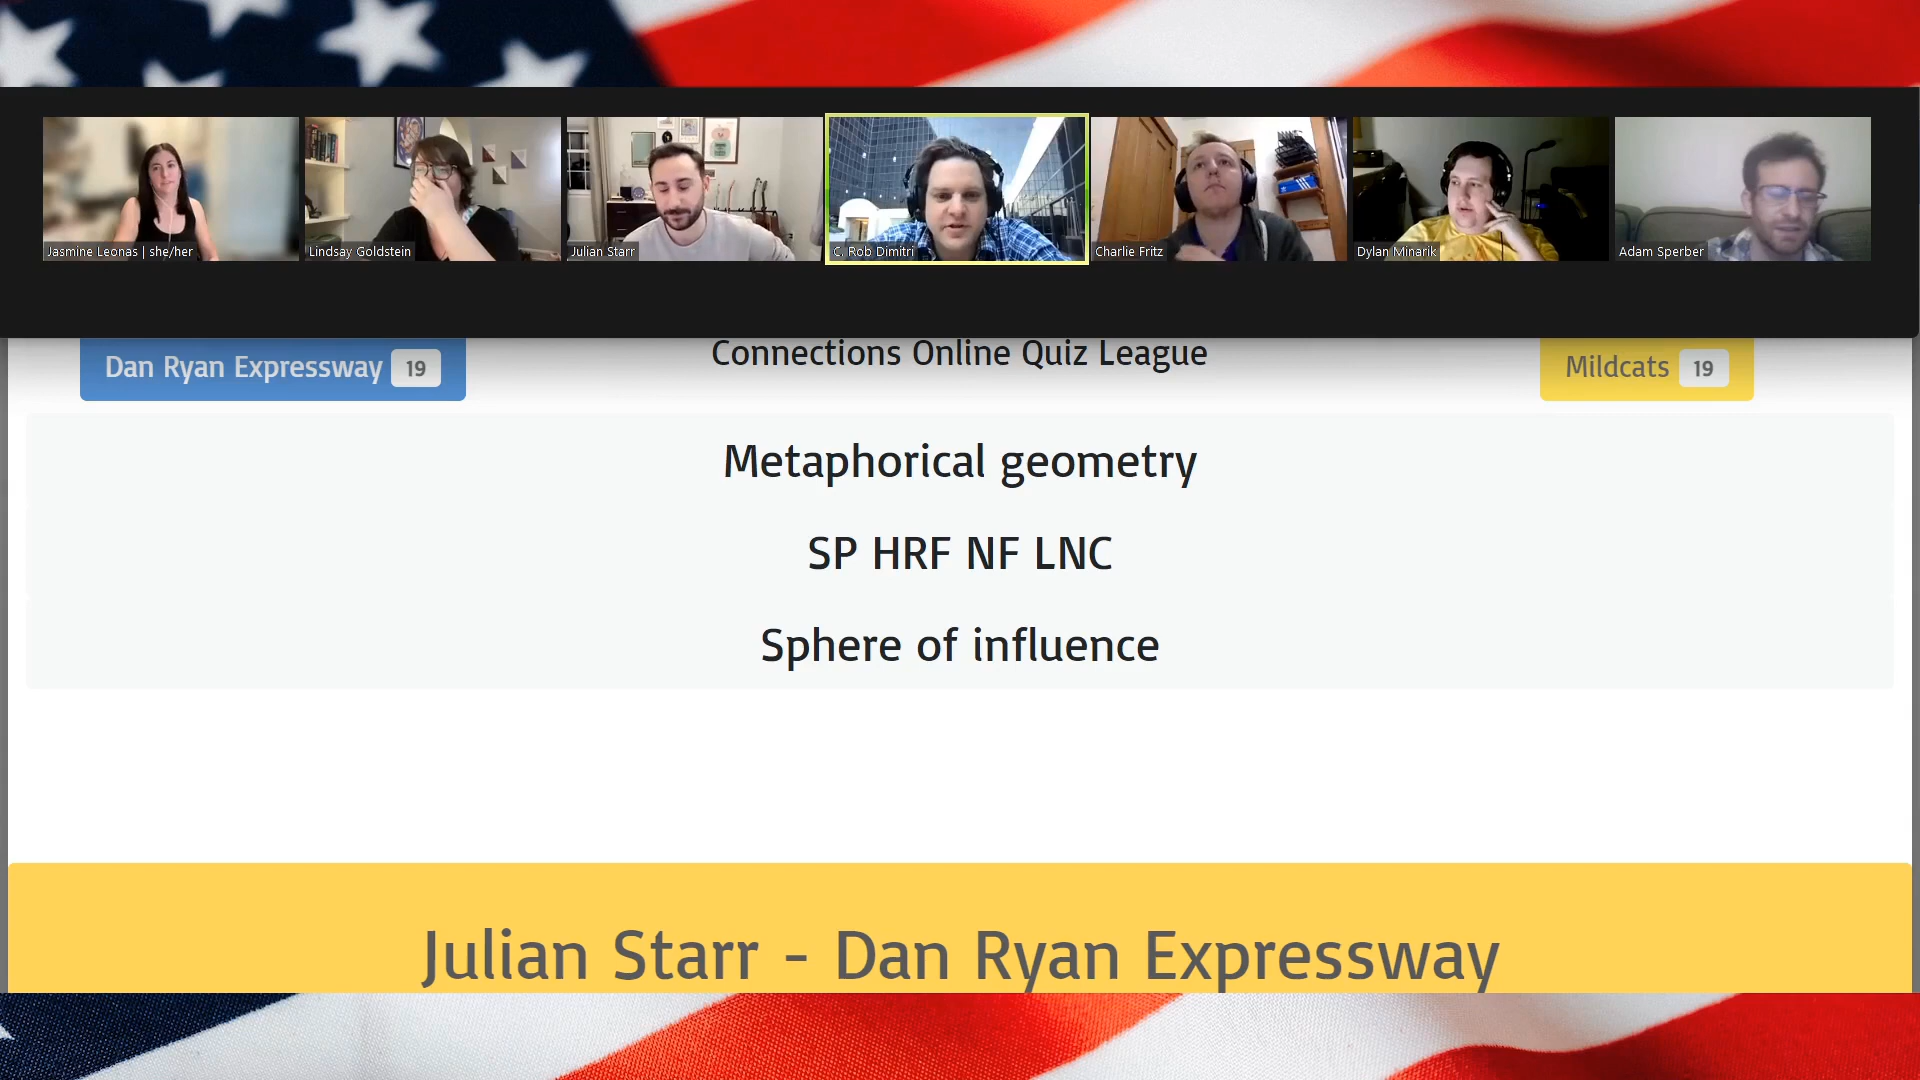 Jasmine Leonas | she/her
Lindsay Goldstein
Julian Starr
C. Rob Dimitri
Charlie Fritz
Dylan Minarik
Adam Sperber
Dan Ryan Expressway 19
Connections Online Quiz League
Mildcats 19
Metaphorical geometry
SP HRF NF LNC
Sphere of influence
Julian Starr - Dan Ryan Expressway